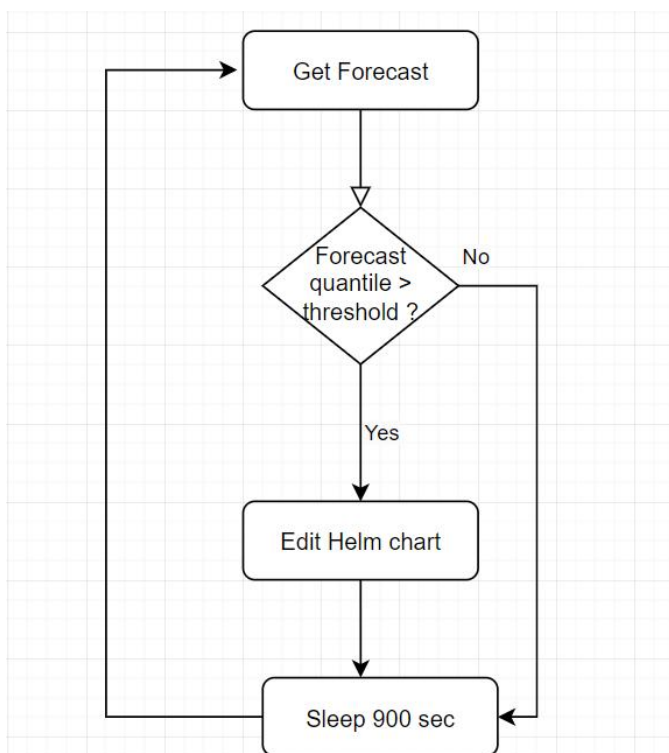 Get Forecast
Forecast
quantile >
threshold ?
No
Yes
Edit Helm chart
Sleep 900 sec